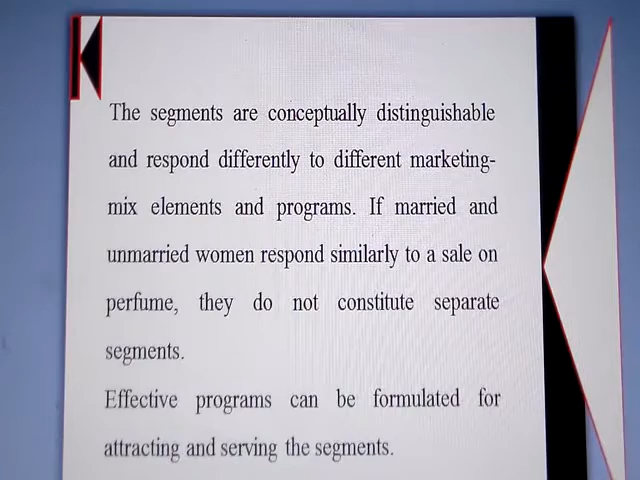 The segments are conceptually distinguishable
and respond differently to different marketing-
mix elements and programs. If married and
unmarried women respond similarly to a sale on
perfume, they do not constitute separate
segments.
Effective programs can be formulated for
attracting and serving the segments.